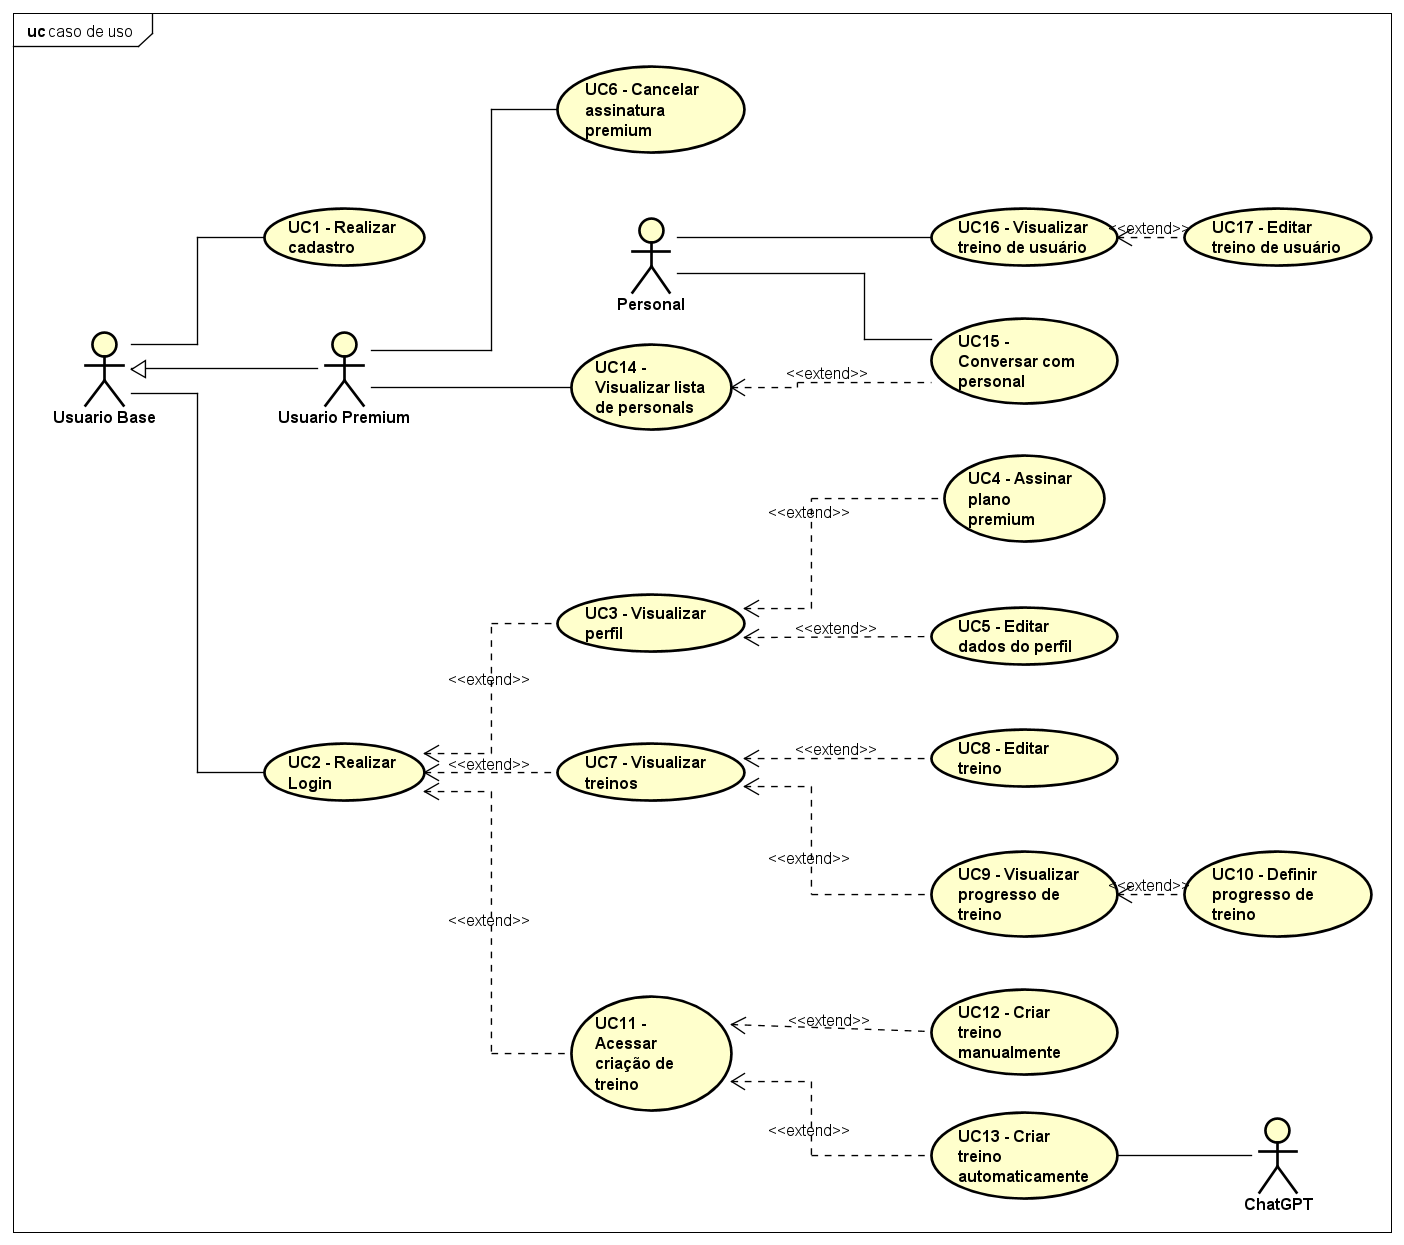 uc caso de uso
UC6 - Cancelar
assinatura
premium
UC1 - Realizar
cadastro
UC16 - Visualizar
treino de usuário
<<extend>>
UC17 - Editar
treino de usuário
Personal
UC15 -
Conversar com
personal
UC14 -
Visualizar lista
de personals
<<extend>>
Usuario Base
Usuario Premium
UC4 - Assinar
plano
premium
<<extend>>
UC3 - Visualizar
perfil
<<extend>>
UC5 - Editar
dados do perfil
<<extend>>
UC2 - Realizar
Login
<<extend>>
UC7 - Visualizar
treinos
<<extend>>
UC8 - Editar
treino
<<extend>>
UC9 - Visualizar
progresso de
treino
<<extend>>
UC10 - Definir
progresso de
treino
<<extend>>
UC11 -
Acessar
criação de
treino
<<extend>>
UC12 - Criar
treino
manualmente
<<extend>>
UC13 - Criar
treino
automaticamente
ChatGPT